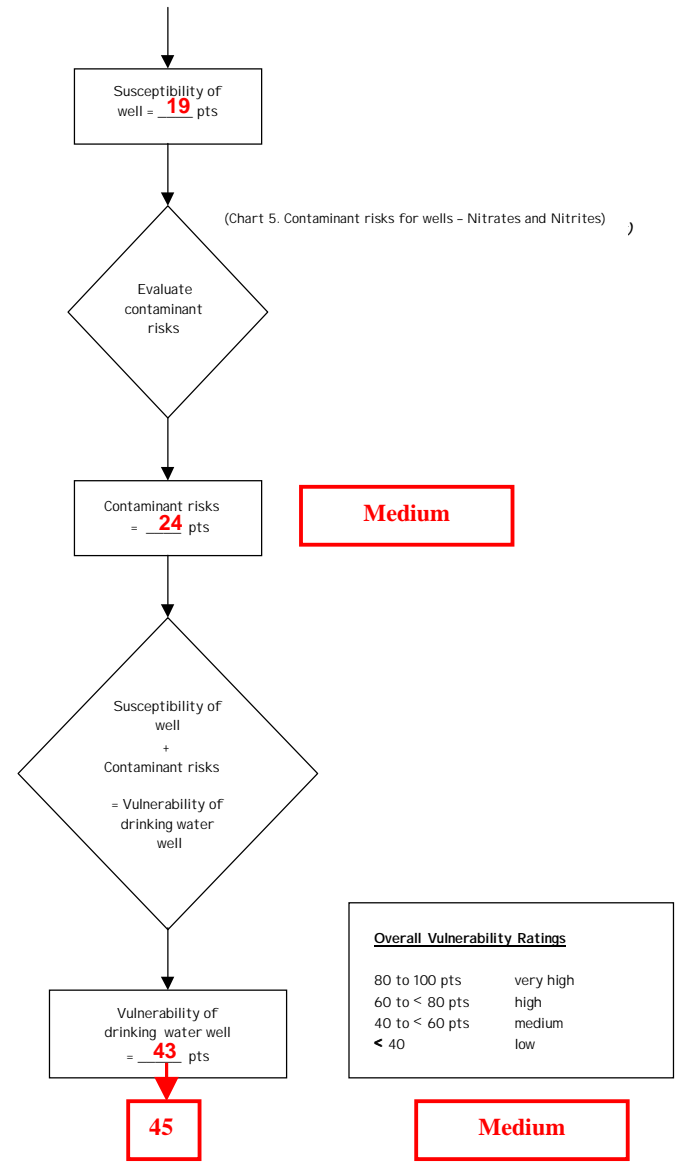 Susceptibility of
well = 19 pts
(Chart 5. Contaminant risks for wells – Nitrates and Nitrites)
)
Evaluate
contaminant
risks
Contaminant risks
= 24 pts
Medium
Susceptibility of
well
+
Contaminant risks
= Vulnerability of
drinking water
well
Overall Vulnerability Ratings
80 to 100 pts very high
60 to < 80 pts high
40 to < 60 pts medium
< 40 low
Vulnerability of
drinking water well
= 43 pts
45
Medium